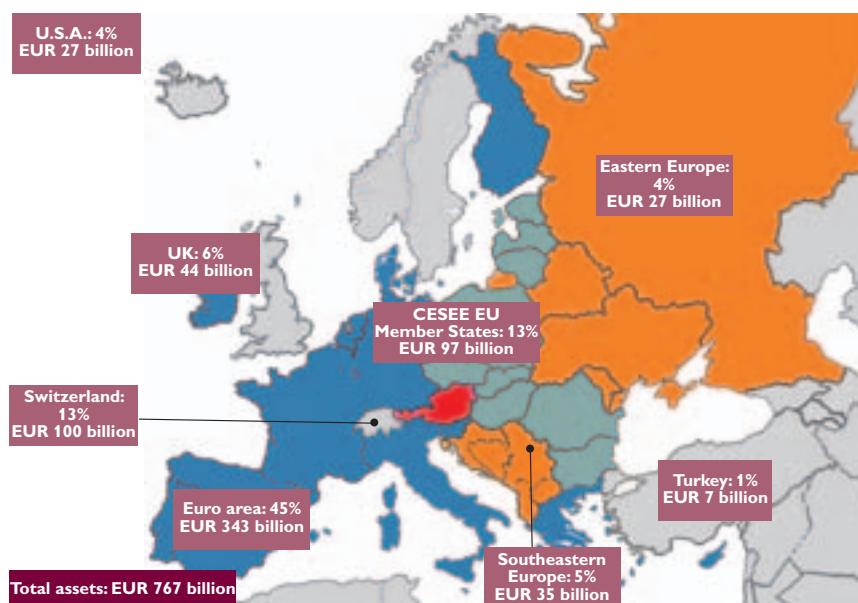 U.S.A.: 4%
EUR 27 billion
Eastern Europe:
4%
EUR 27 billion
UK: 6%
EUR 44 billion
CESEE EU
Member States: 13%
EUR 97 billion
Switzerland:
13%
EUR 100 billion
Turkey: 1%
EUR 7 billion
Euro area: 45%
EUR 343 billion
Southeastern
Europe: 5%
EUR 35 billion
Total assets: EUR 767 billion